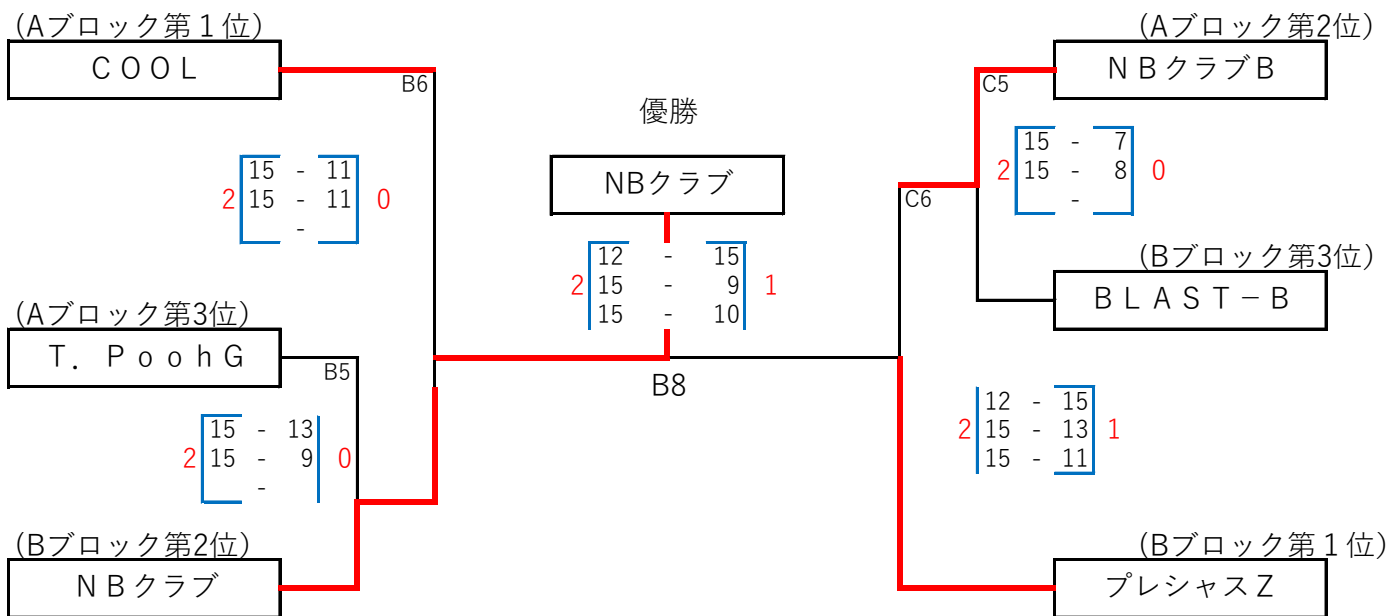 (Aブロック第１位)
ＣＯＯＬ
B6
2 15 - 11 0
15 - 11
-
(Aブロック第3位)
Ｔ．ＰｏｏｈＧ
B5
2 15 - 13 0
15 - 9
-
(Bブロック第2位)
ＮＢクラブ
優勝
NBクラブ
12 - 15
2 15 - 9 1
15 - 10
B8
(Aブロック第2位)
ＮＢクラブＢ
C5
15 - 7
2 15 - 8 0
-
C6
(Bブロック第3位)
ＢＬＡＳＴ－Ｂ
12 - 15
2 15 - 13 1
15 - 11
(Bブロック第１位)
プレシャスＺ